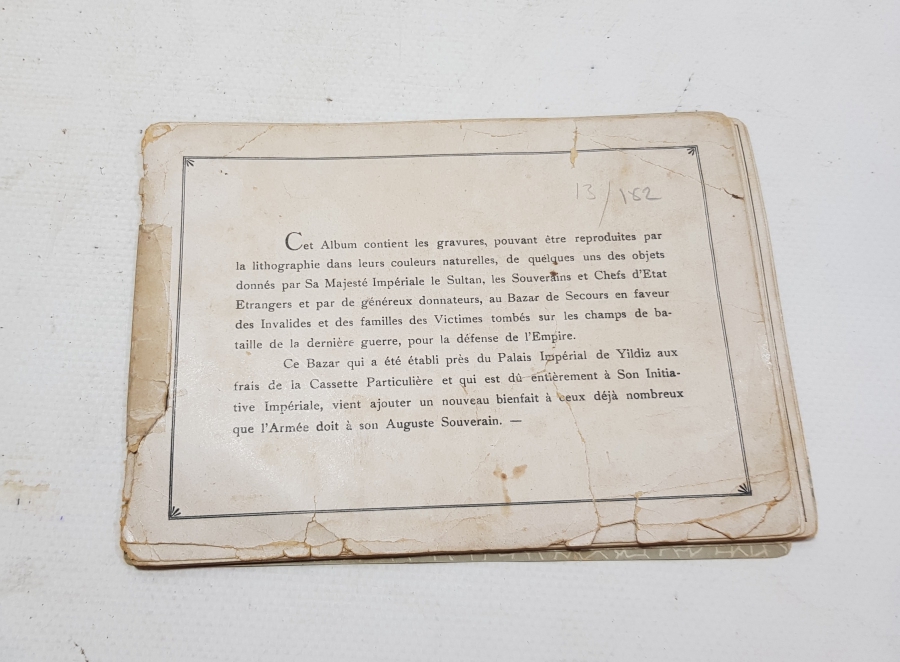 13/182
Cet Album contient les gravures, pouvant être reproduites par
la lithographie dans leurs couleurs naturelles, de quelques uns des objets
donnés par Sa Majesté Impériale le Sultan, les Souverains et Chefs d'Etat
Etrangers et par de généreux donnateurs, au Bazar de Secours en faveur
des Invalides et des familles des Victimes tombés sur les champs de ba-
taille de la dernière guerre, pour la défense de l'Empire.
Ce Bazar qui a été établi près du Palais Impérial de Yildiz aux
frais de la Cassette Particulière et qui est dû entièrement à Son Initia-
tive Impériale, vient ajouter un nouveau bienfait à ceux déjà nombreux
que l'Armée doit à son Auguste Souverain. —